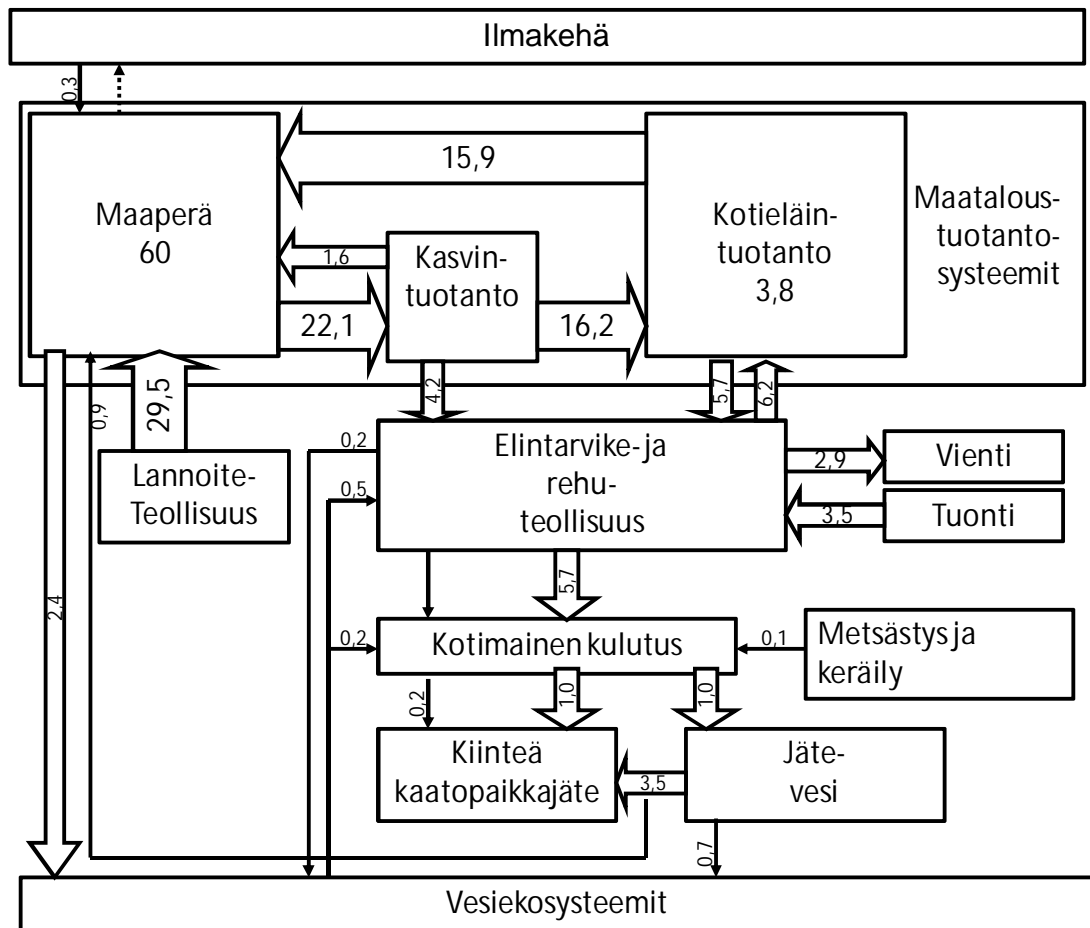 Ilmakehä
0,3
Maaperä
60
15,9
Kotieläin-
tuotanto
3,8
Maatalous-
tuotanto-
systeemit
1,6
Kasvin-
tuotanto
22,1
16,2
4,2
5,7
6,2
0,9
29,5
Lannoite-
Teollisuus
0,2
0,5
Elintarvike-ja
rehu-
teollisuus
2,9
Vienti
3,5
Tuonti
2,4
5,7
0,2
Kotimainen kulutus
0,1
Metsästys ja
keräily
0,2
1,0
1,0
Kiinteä
kaatopaikkajäte
3,5
Jäte-
vesi
0,7
Vesiekosysteemit